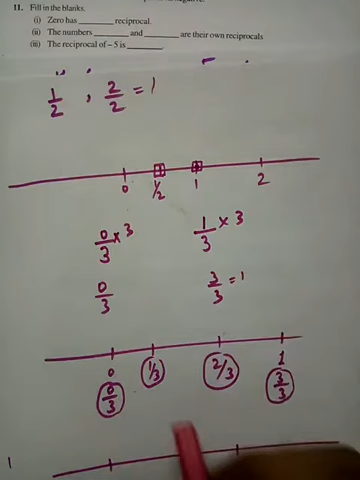 11. Fill in the blanks.
(i) Zero has ________ reciprocal.
(ii) The numbers ________ and ________ are their own reciprocals
(iii) The reciprocal of – 5 is ________.
1/2 , 2/2 = 1
0 1/2 1 2
0/3 × 3 1/3 × 3
0/3 3/3 = 1
0 1/3 2/3 1
0/3 3/3